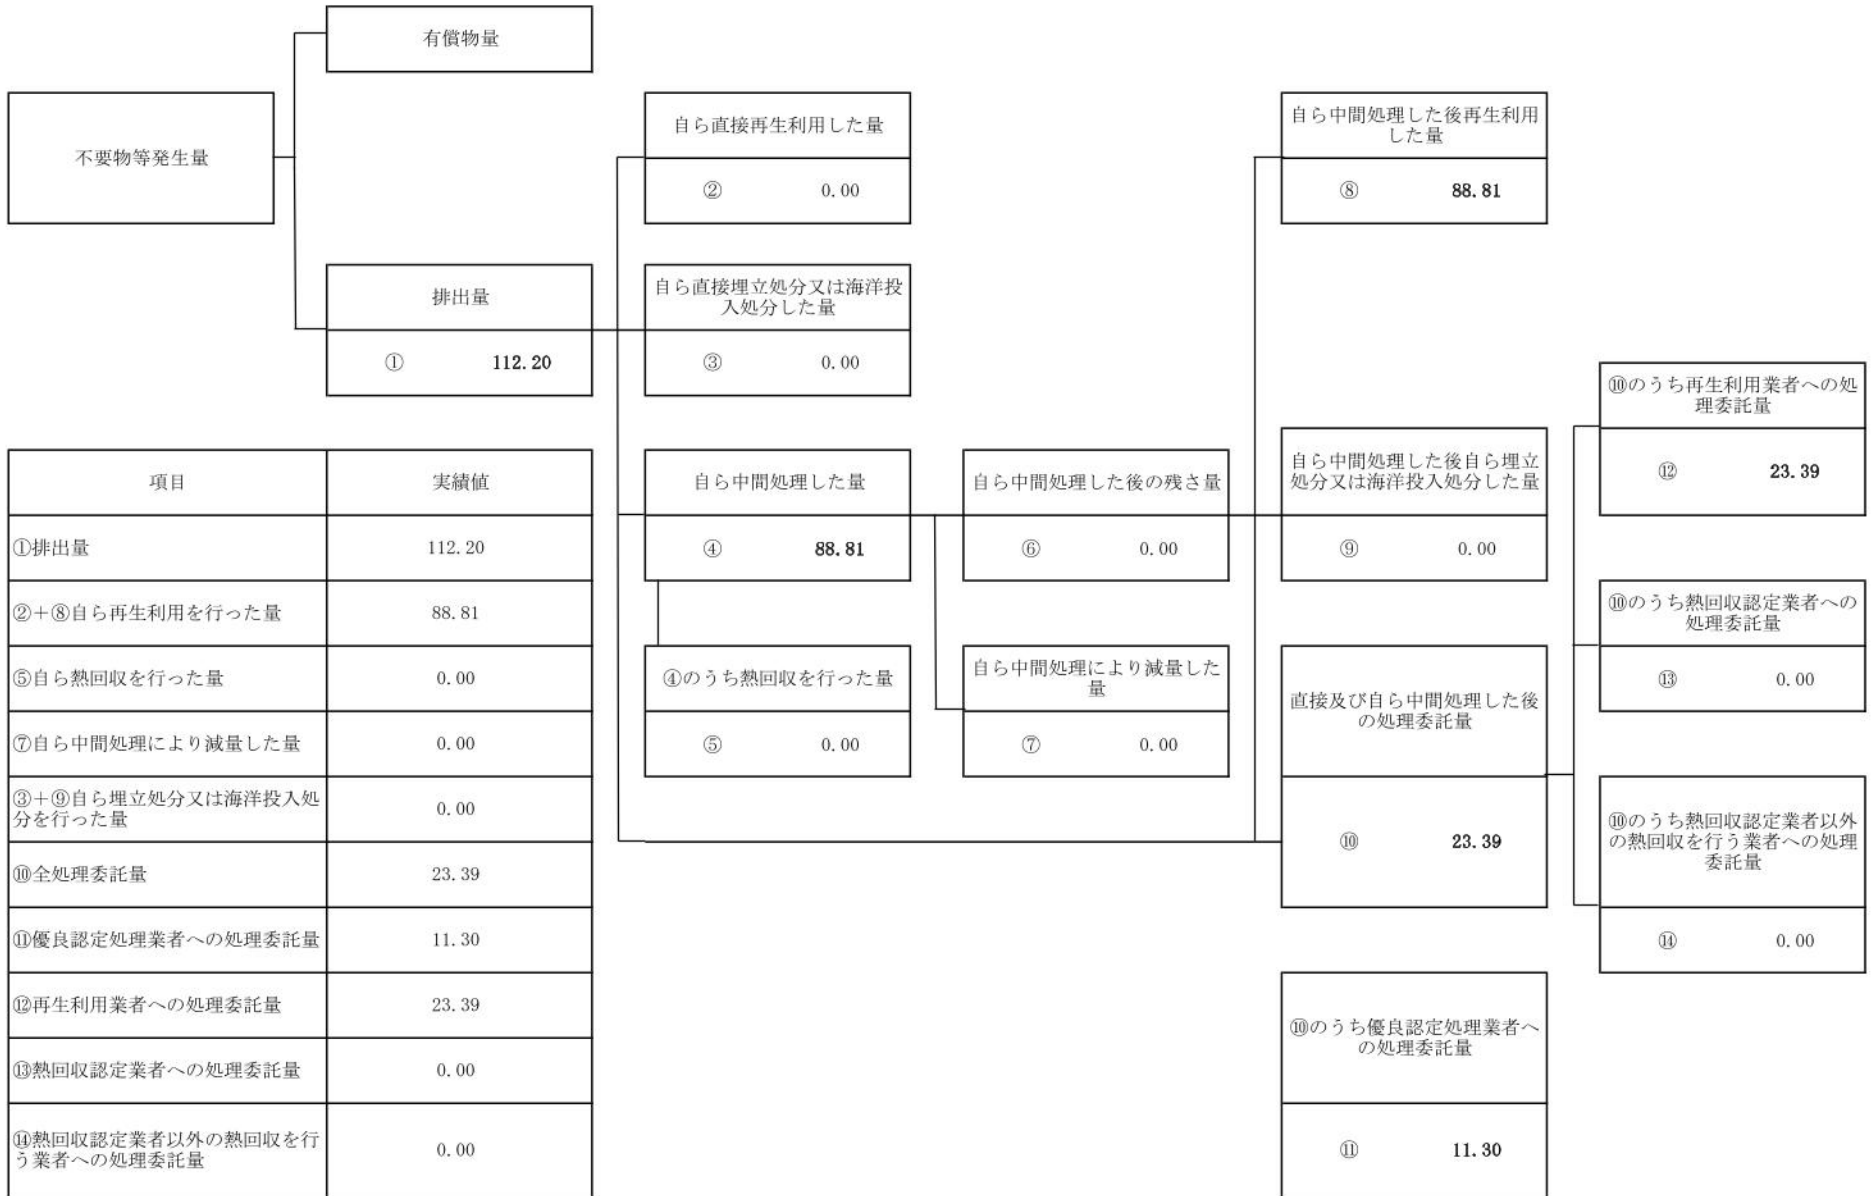 有償物量
不要物等発生量
自ら直接再生利用した量
② 0.00
自ら中間処理した後再生利用
した量
⑧ 88.81
排出量
① 112.20
自ら直接埋立処分又は海洋投
入処分した量
③ 0.00
項目 実績値
①排出量 112.20
②+⑧自ら再生利用を行った量 88.81
⑤自ら熱回収を行った量 0.00
⑦自ら中間処理により減量した量 0.00
③+⑨自ら埋立処分又は海洋投入処
分を行った量 0.00
⑩全処理委託量 23.39
⑪優良認定処理業者への処理委託量 11.30
⑫再生利用業者への処理委託量 23.39
⑬熱回収認定業者への処理委託量 0.00
⑭熱回収認定業者以外の熱回収を行
う業者への処理委託量 0.00
自ら中間処理した量
④ 88.81
④のうち熱回収を行った量
⑤ 0.00
自ら中間処理した後の残さ量
⑥ 0.00
自ら中間処理により減量した
量
⑦ 0.00
自ら中間処理した後自ら埋立
処分又は海洋投入処分した量
⑨ 0.00
直接及び自ら中間処理した後
の処理委託量
⑩ 23.39
⑩のうち優良認定処理業者へ
の処理委託量
⑪ 11.30
⑩のうち再生利用業者への処
理委託量
⑫ 23.39
⑩のうち熱回収認定業者への
処理委託量
⑬ 0.00
⑩のうち熱回収認定業者以外
の熱回収を行う業者への処理
委託量
⑭ 0.00